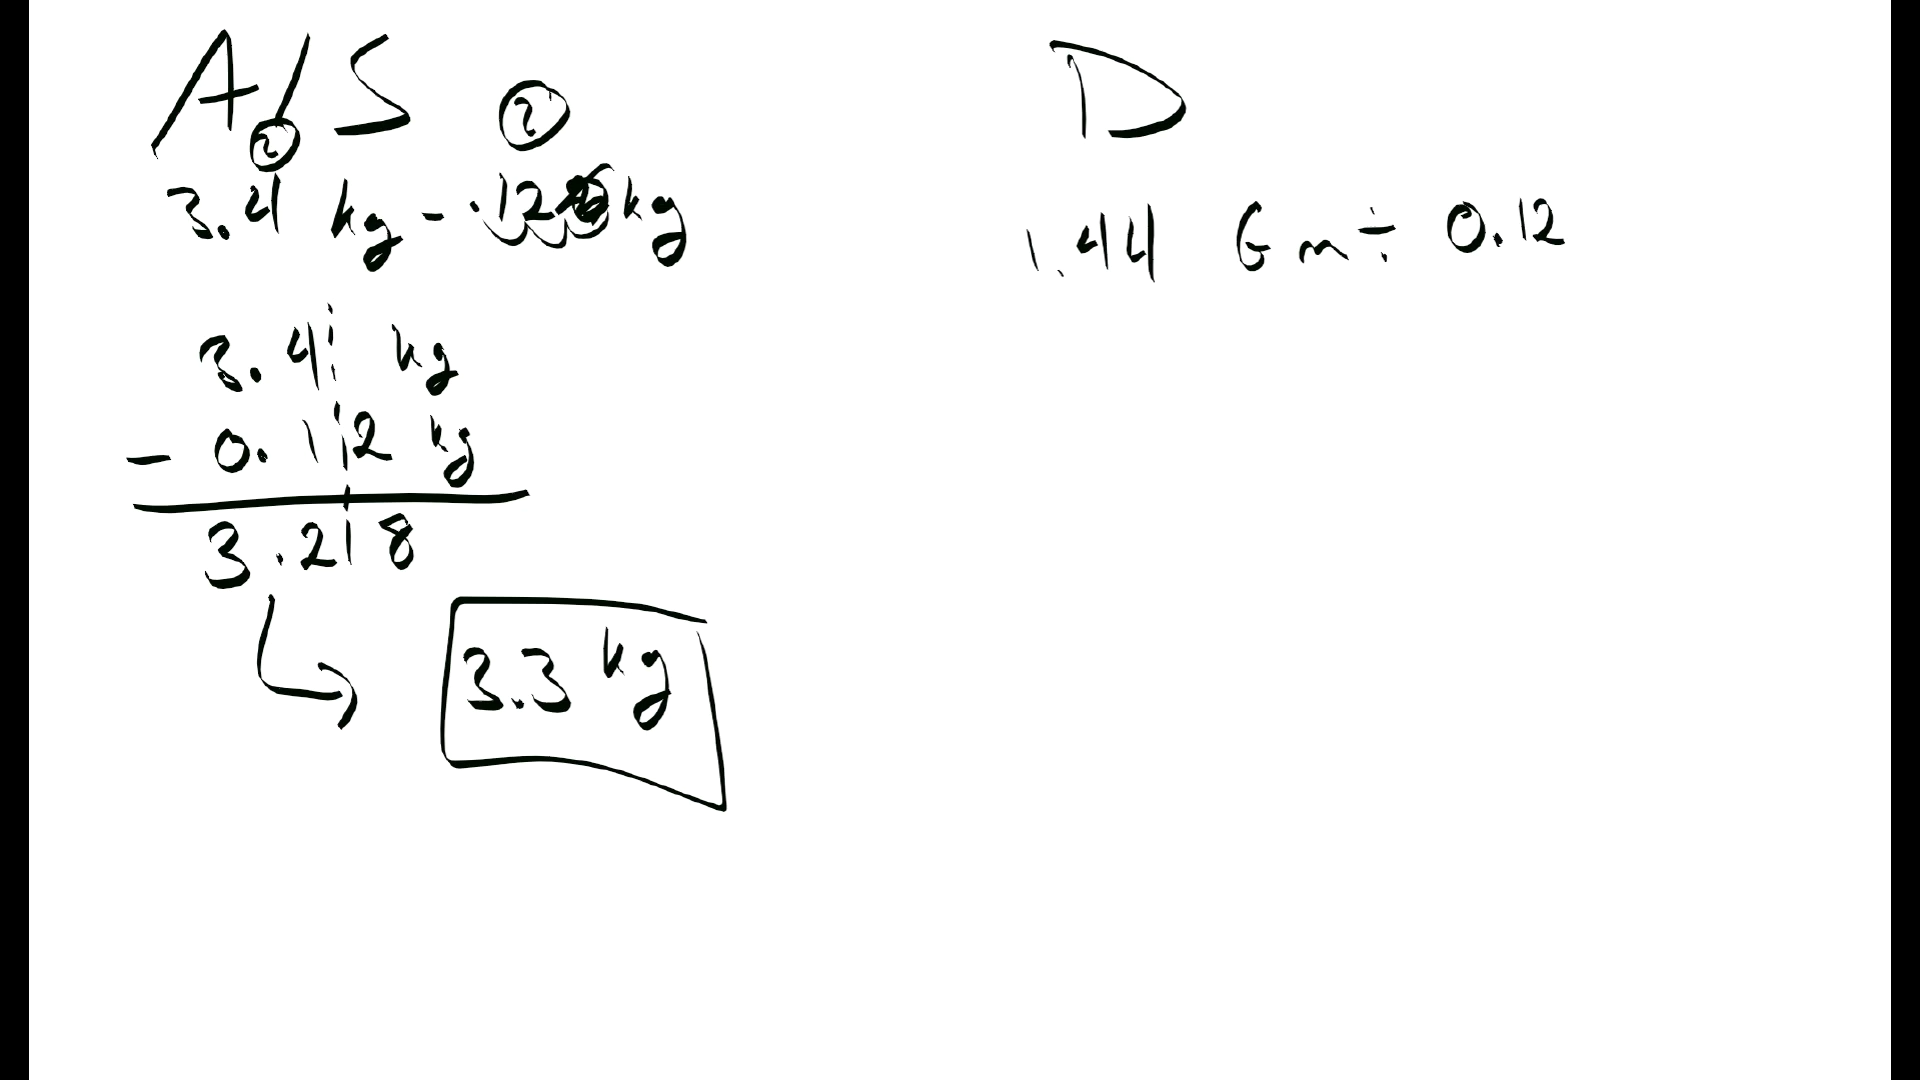 A/S ②
②
3.4 kg - .12 kg
3.4 kg
- 0.12 kg
3.28
3.3 kg
D
1.44 Gm ÷ 0.12